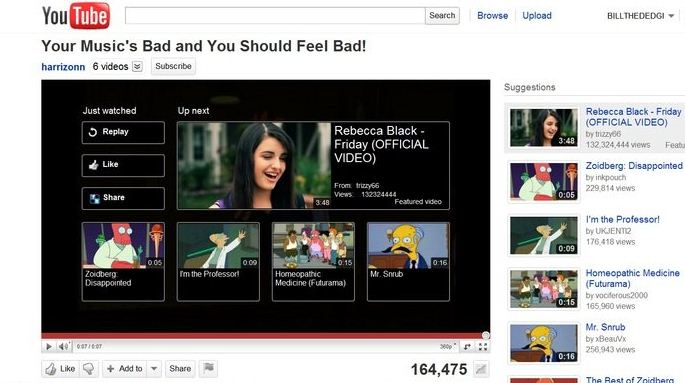 YouTube
Search
Browse
Upload
BILLTHEDEDGI
Your Music's Bad and You Should Feel Bad!
harrizonn 6 videos Subscribe
Suggestions
Just watched
Up next
Replay
Like
Share
Rebecca Black -
Friday (OFFICIAL
VIDEO)
From: trizzy66
Views: 132324444
Featured video
3:48
0:05
Zoidberg:
Disappointed
0:09
I'm the Professor!
0:15
Homeopathic
Medicine (Futurama)
0:16
Mr. Snrub
0:07 / 0:07
360p
Like
Add to
Share
164,475
3:48
Rebecca Black - Friday
(OFFICIAL VIDEO)
by trizzy66
132,324,444 views Featu
0:05
Zoidberg: Disappointed
by inkpouch
229,814 views
0:09
I'm the Professor!
by UKJENTI2
176,418 views
0:15
Homeopathic Medicine
(Futurama)
by vociferous2000
165,960 views
0:16
Mr. Snrub
by xBeauVx
256,943 views
The Best of Zoidberg